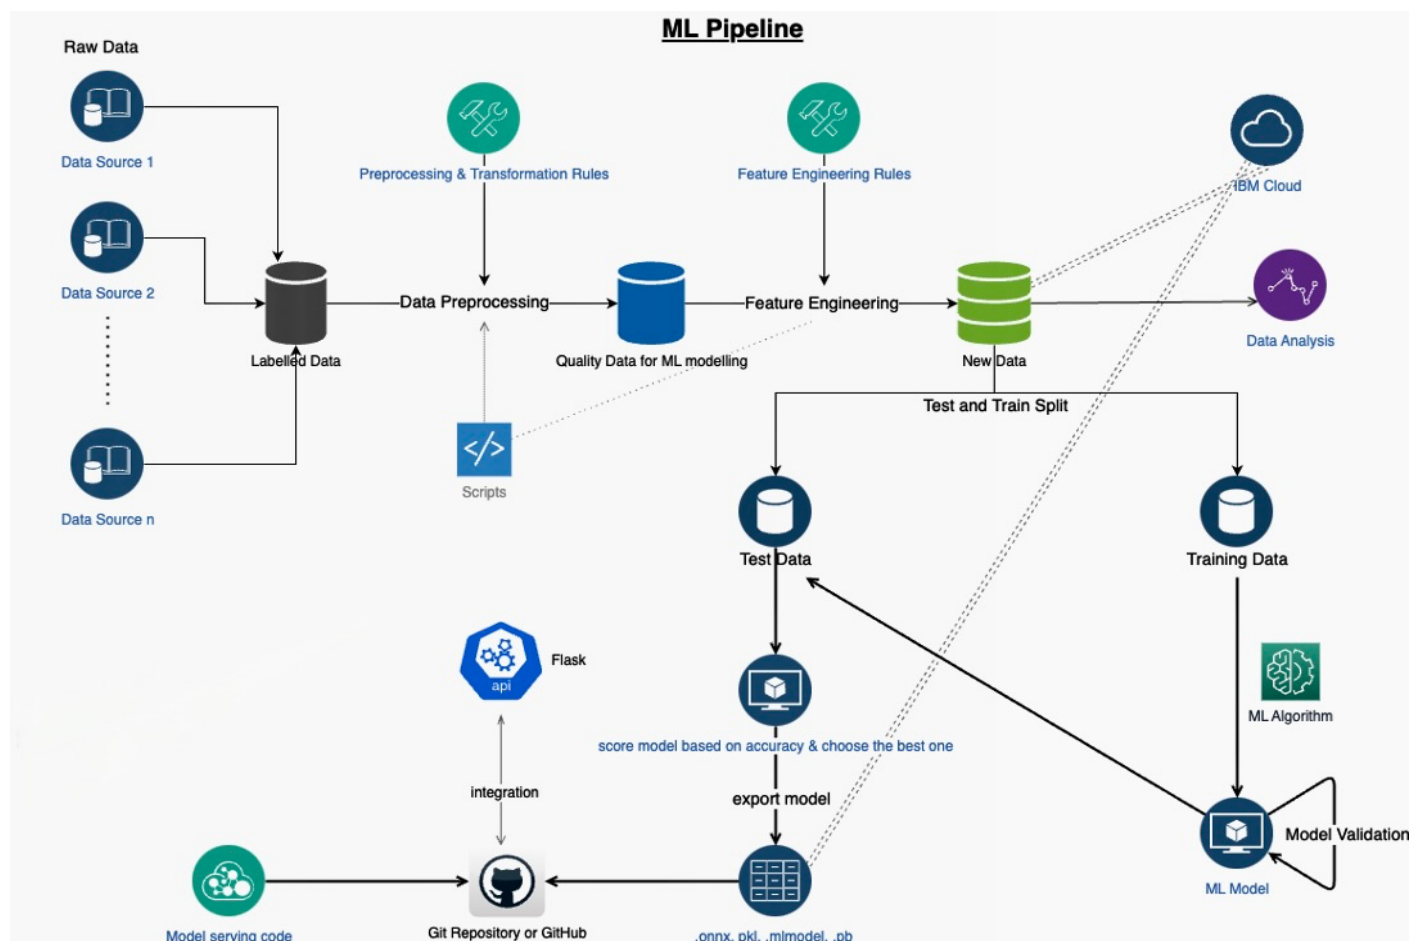 ML Pipeline
Raw Data
Data Source 1
Preprocessing & Transformation Rules
Feature Engineering Rules
IBM Cloud
Data Source 2
Data Preprocessing
Feature Engineering
Labelled Data
Quality Data for ML modelling
New Data
Data Analysis
Test and Train Split
</>
Scripts
Data Source n
Test Data
Training Data
api
Flask
ML Algorithm
score model based on accuracy & choose the best one
integration
export model
Model Validation
ML Model
Model serving code
Git Repository or GitHub
.onnx, pkl, .mlmodel, .pb